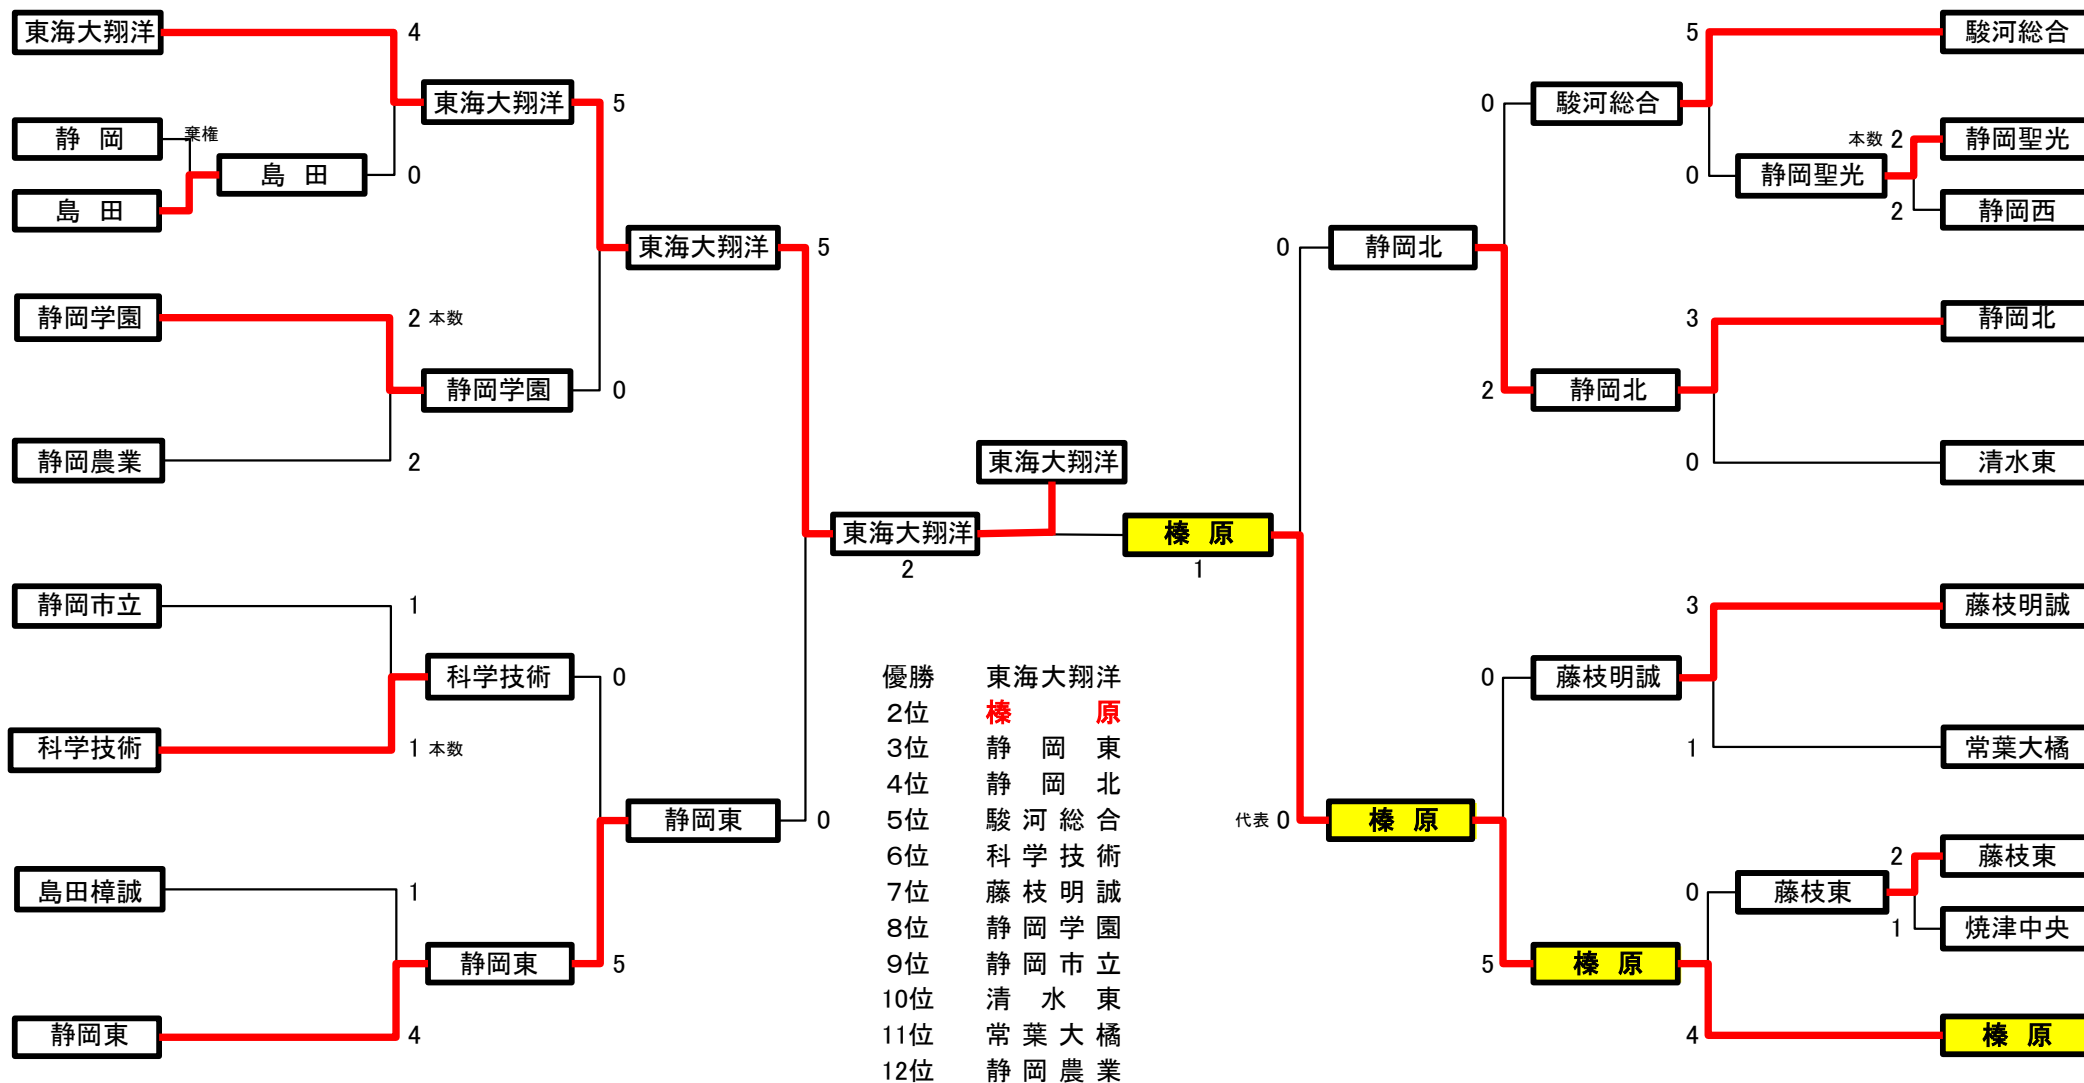 東海大翔洋
4
東海大翔洋
5
静　岡
棄権
島　田
0
島　田
東海大翔洋
5
静岡学園
2 本数
静岡学園
0
静岡農業
2
東海大翔洋
東海大翔洋
2
静岡市立
1
科学技術
0
科学技術
1 本数
静岡東
0
島田樟誠
1
静岡東
5
静岡東
4
5
駿河総合
0
駿河総合
本数 2
静岡聖光
0
静岡聖光
2
静岡西
0
静岡北
3
静岡北
2
静岡北
0
清水東
榛　原
1
3
藤枝明誠
0
藤枝明誠
1
常葉大橘
代表 0
榛　原
2
藤枝東
0
藤枝東
1
焼津中央
5
榛　原
4
榛　原
優勝　東海大翔洋
2位　榛　原
3位　静　岡　東
4位　静　岡　北
5位　駿河総合
6位　科学技術
7位　藤枝明誠
8位　静岡学園
9位　静岡市立
10位　清　水　東
11位　常葉大橘
12位　静岡農業